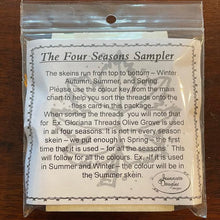 The Four Seasons Sampler
The skeins run from top to bottom – Winter,
Autumn, Summer, and Spring
Please use the colour key from the main
chart to help you sort the threads onto the
floss card in this package.
When sorting the threads you will note that
for Ex. Gloriana Threads Olive Grove is used
in all four seasons. It is not in every season
skein – we put enough in Spring – the first
time that it is used – for all the seasons. This
will follow for all the colours. Ex. If it is used
in Summer and Winter – the colour will be in
the Summer skein.
Jeannette
Douglas
Designs